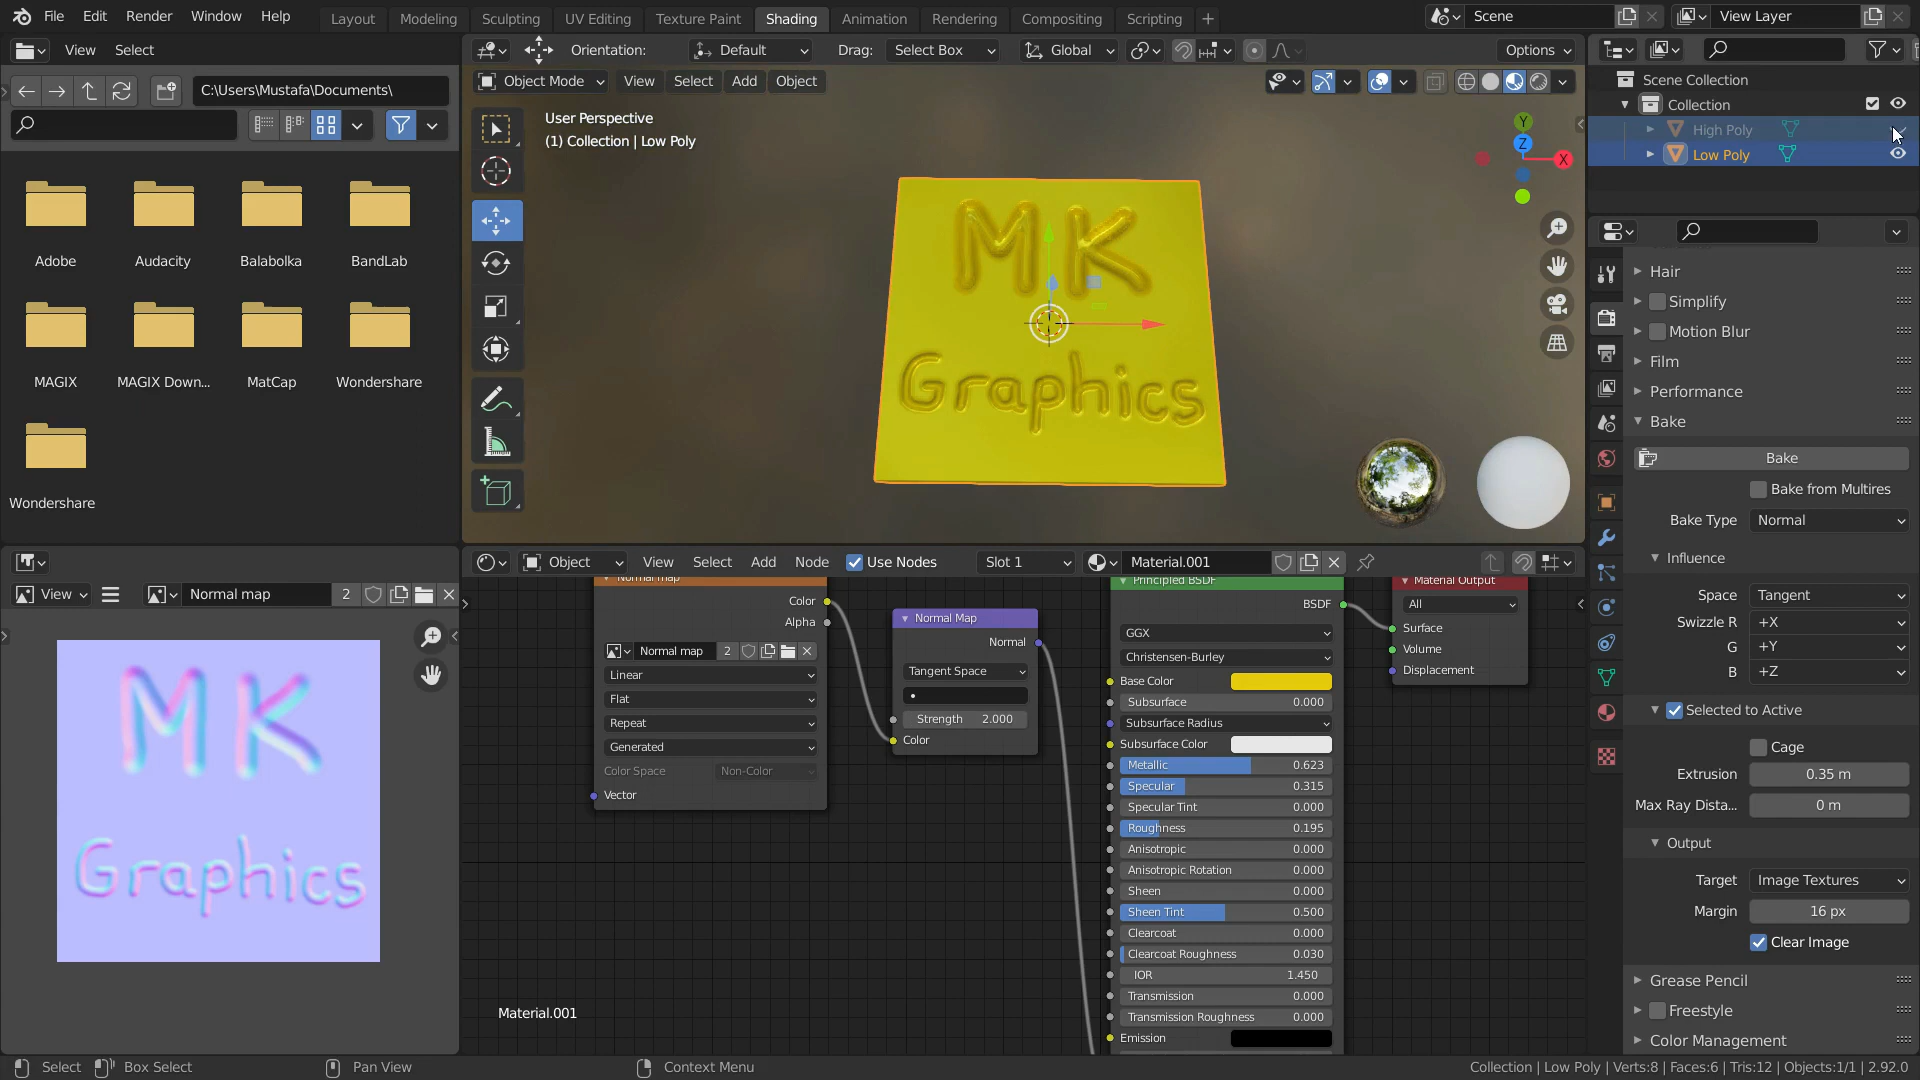 File Edit Render Window Help Layout Modeling Sculpting UV Editing Texture Paint Shading Animation Rendering Compositing Scripting + Scene View Layer
View Select
C:\Users\Mustafa\Documents\
Adobe Audacity Balabolka BandLab
MAGIX MAGIX Down... MatCap Wondershare
Wondershare
Orientation: Default Drag: Select Box Global Options
Object Mode View Select Add Object
User Perspective
(1) Collection | Low Poly
Y
Z
X
MK
Graphics
Scene Collection
Collection
High Poly
Low Poly
Hair
Simplify
Motion Blur
Film
Performance
Bake
Bake
Bake from Multires
Bake Type Normal
Influence
Space Tangent
Swizzle R +X
G +Y
B +Z
Selected to Active
Cage
Extrusion 0.35 m
Max Ray Dista... 0 m
Output
Target Image Textures
Margin 16 px
Clear Image
Grease Pencil
Freestyle
Color Management
View Normal map 2
MK
Graphics
Object View Select Add Node Use Nodes Slot 1 Material.001
Normal map
Color
Alpha
Normal map 2
Linear
Flat
Repeat
Generated
Color Space Non-Color
Vector
Normal Map
Normal
Tangent Space
Strength 2.000
Color
Principled BSDF
BSDF
GGX
Christensen-Burley
Base Color
Subsurface 0.000
Subsurface Radius
Subsurface Color
Metallic 0.623
Specular 0.315
Specular Tint 0.000
Roughness 0.195
Anisotropic 0.000
Anisotropic Rotation 0.000
Sheen 0.000
Sheen Tint 0.500
Clearcoat 0.000
Clearcoat Roughness 0.030
IOR 1.450
Transmission 0.000
Transmission Roughness 0.000
Emission
Material Output
All
Surface
Volume
Displacement
Material.001
Select Box Select Pan View Context Menu Collection | Low Poly | Verts:8 | Faces:6 | Tris:12 | Objects:1/1 | 2.92.0